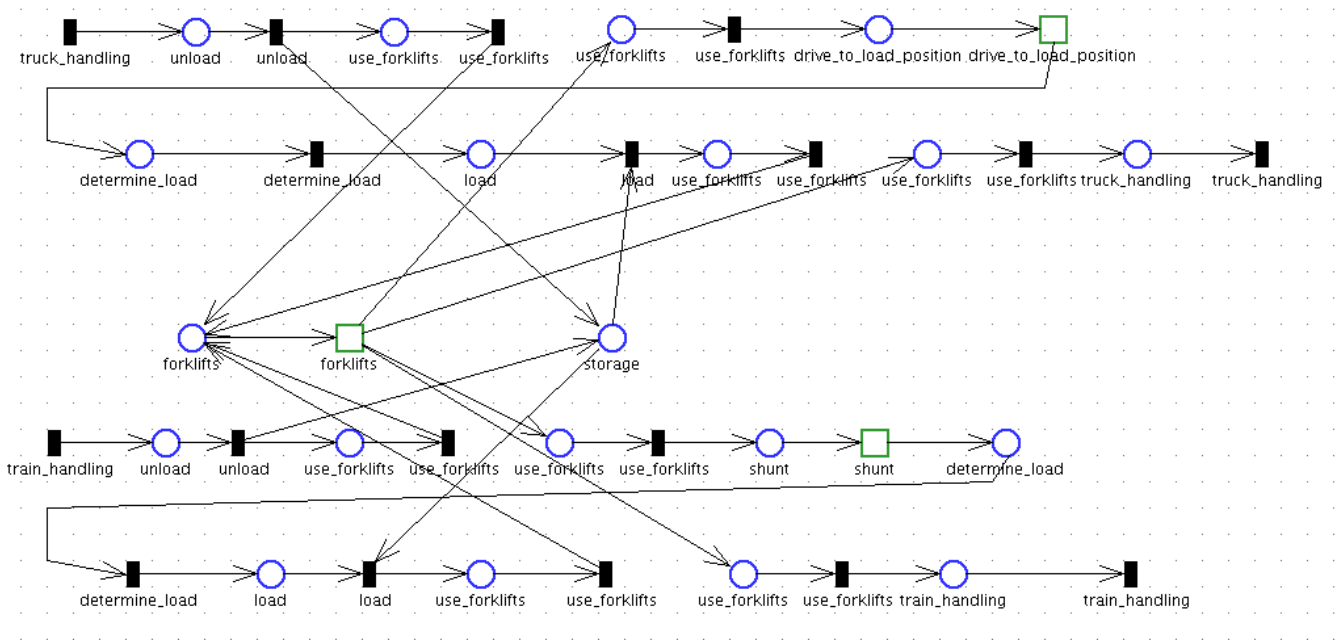 truck_handling unload unload use_forklifts use_forklifts use_forklifts use_forklifts drive_to_load_position drive_to_load_position
determine_load determine_load load load use_forklifts use_forklifts use_forklifts use_forklifts truck_handling truck_handling
forklifts forklifts storage
train_handling unload unload use_forklifts use_forklifts use_forklifts use_forklifts shunt shunt determine_load
determine_load load load use_forklifts use_forklifts use_forklifts use_forklifts train_handling train_handling